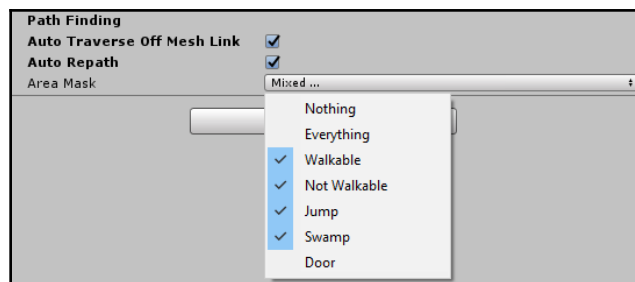 Path Finding
Auto Traverse Off Mesh Link
Auto Repath
Area Mask
Mixed ...
Nothing
Everything
Walkable
Not Walkable
Jump
Swamp
Door